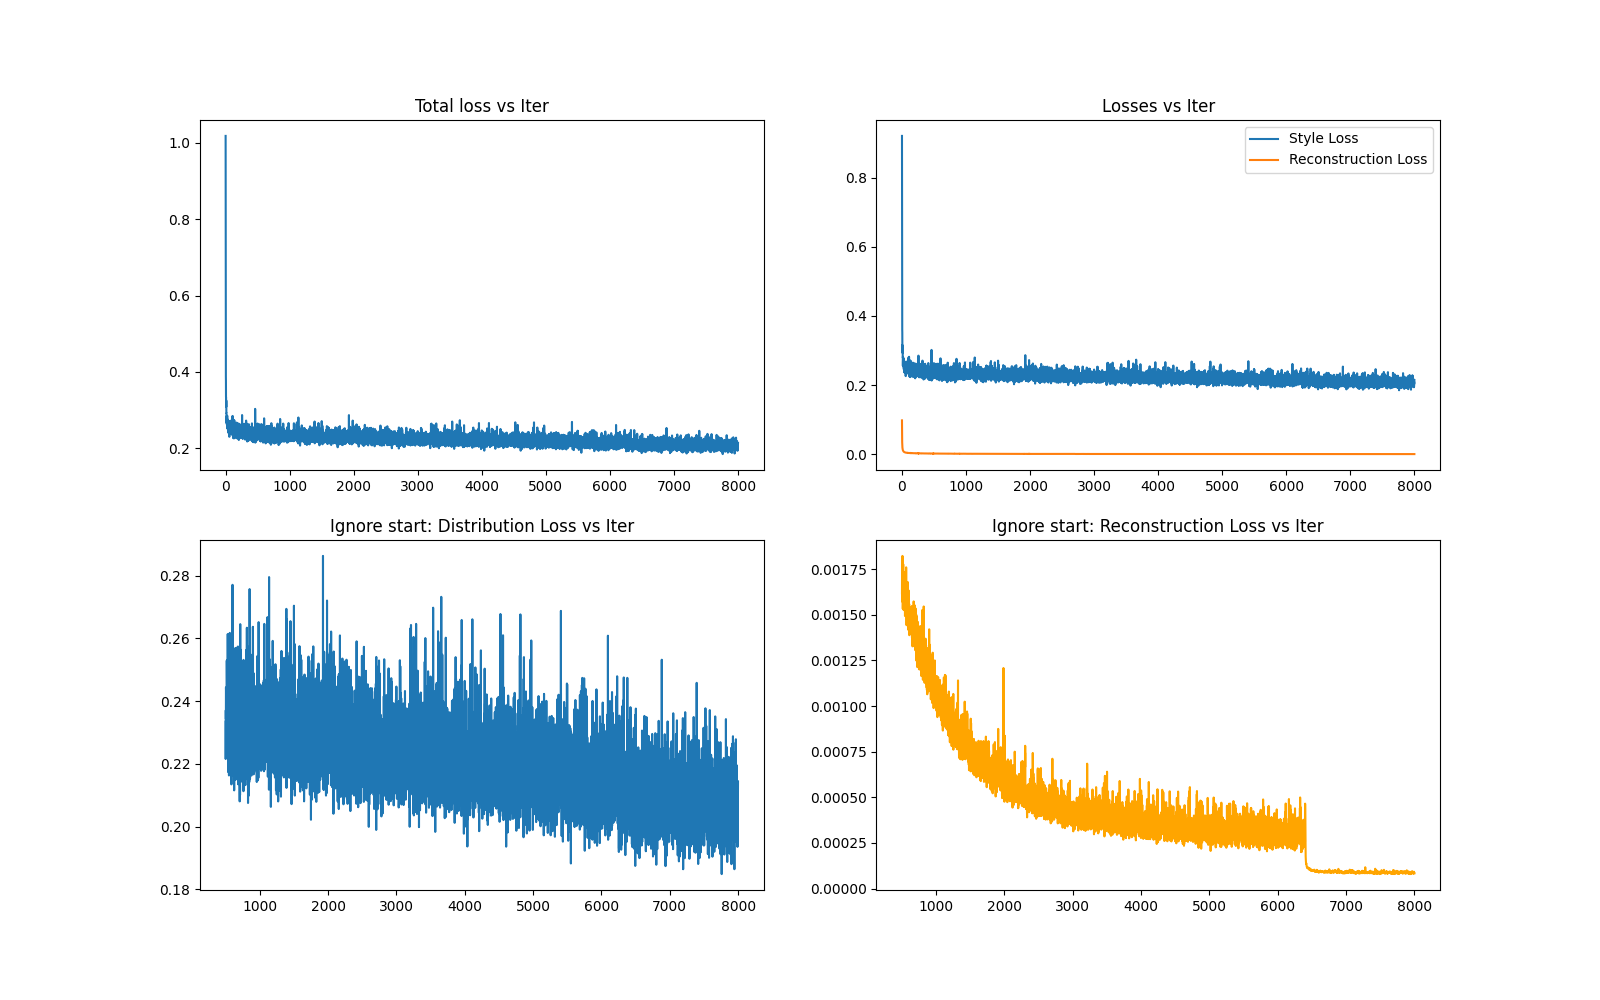 Total loss vs Iter
1.0
0.8
0.6
0.4
0.2
0 1000 2000 3000 4000 5000 6000 7000 8000
Losses vs Iter
Style Loss
Reconstruction Loss
0.8
0.6
0.4
0.2
0.0
0 1000 2000 3000 4000 5000 6000 7000 8000
Ignore start: Distribution Loss vs Iter
0.28
0.26
0.24
0.22
0.20
0.18
1000 2000 3000 4000 5000 6000 7000 8000
Ignore start: Reconstruction Loss vs Iter
0.00175
0.00150
0.00125
0.00100
0.00075
0.00050
0.00025
0.00000
1000 2000 3000 4000 5000 6000 7000 8000